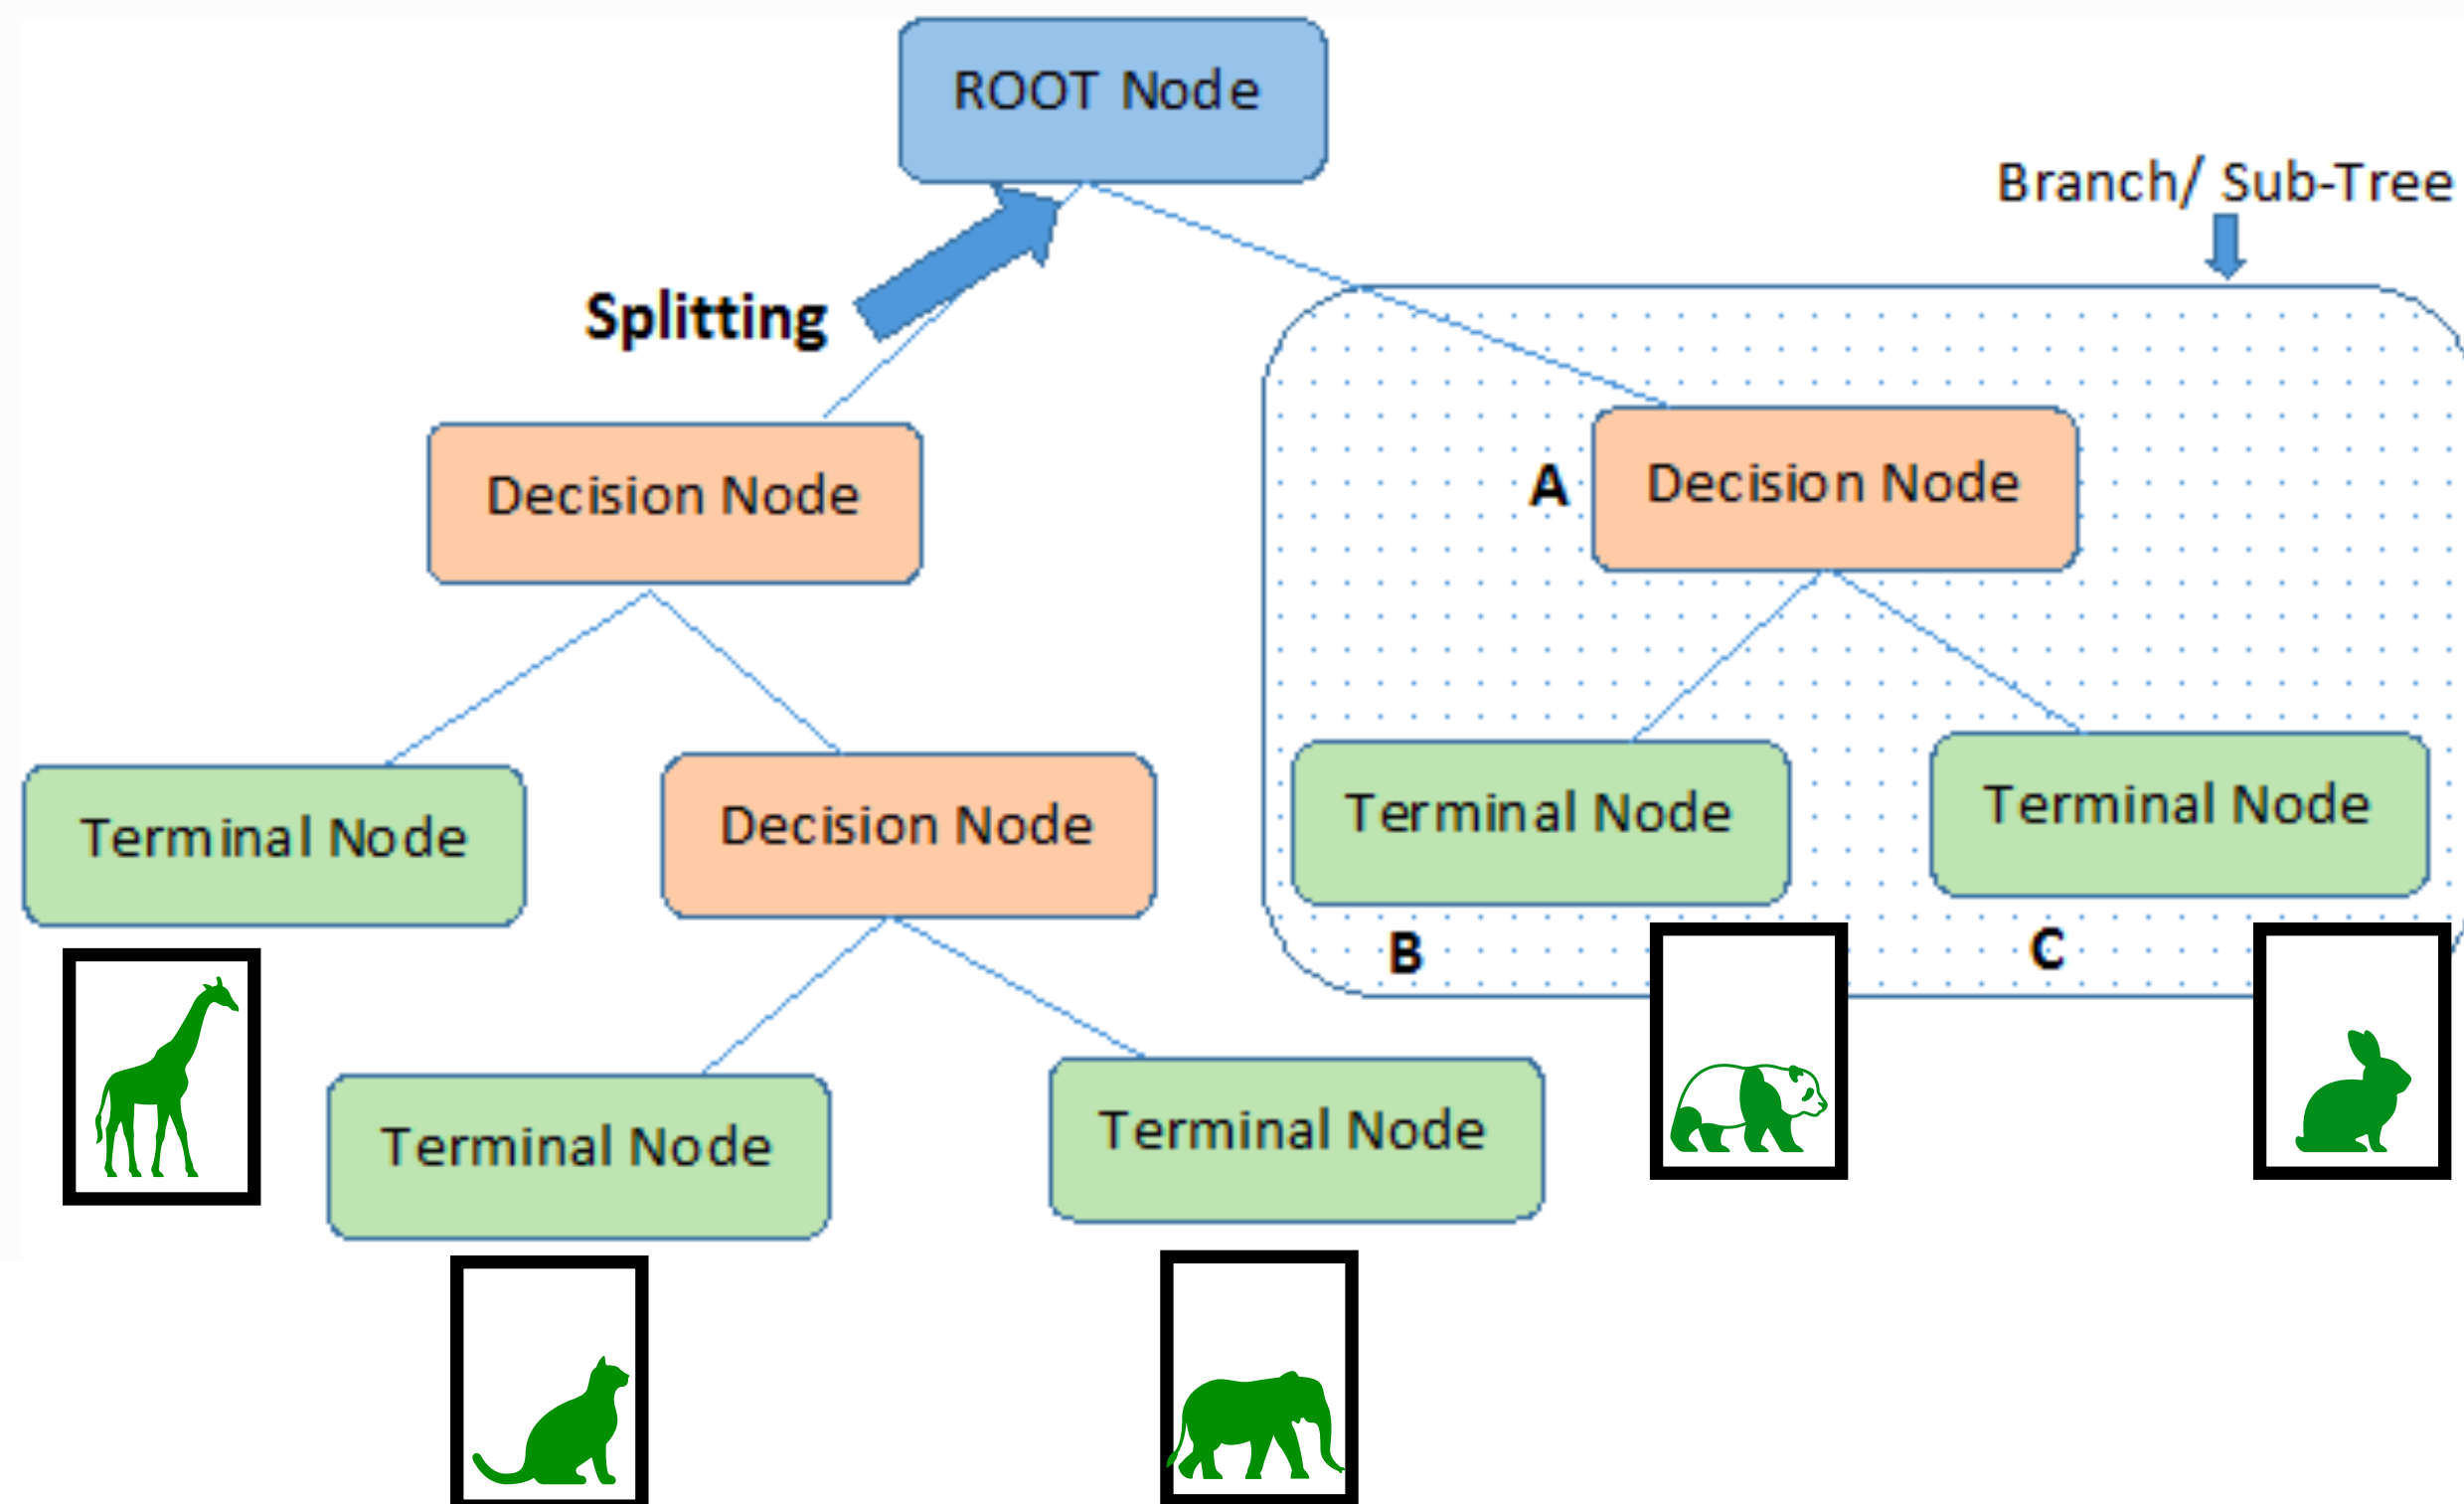 ROOT Node
Branch/ Sub-Tree
Splitting
Decision Node
A
Decision Node
Terminal Node
Decision Node
Terminal Node
Terminal Node
B
C
Terminal Node
Terminal Node